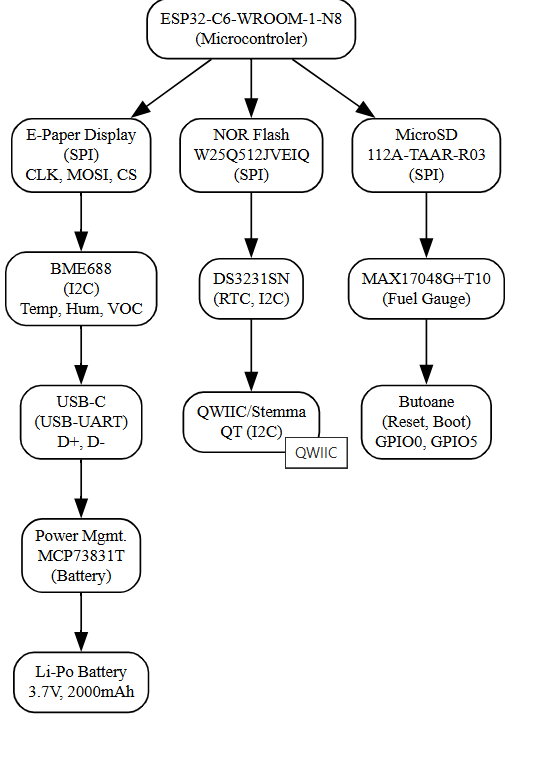 ESP32-C6-WROOM-1-N8
(Microcontroler)
E-Paper Display
(SPI)
CLK, MOSI, CS
NOR Flash
W25Q512JVEIQ
(SPI)
MicroSD
112A-TAAR-R03
(SPI)
BME688
(I2C)
Temp, Hum, VOC
DS3231SN
(RTC, I2C)
MAX17048G+T10
(Fuel Gauge)
USB-C
(USB-UART)
D+, D-
QWIIC/Stemma
QT (I2C)
QWIIC
Butoane
(Reset, Boot)
GPIO0, GPIO5
Power Mgmt.
MCP73831T
(Battery)
Li-Po Battery
3.7V, 2000mAh